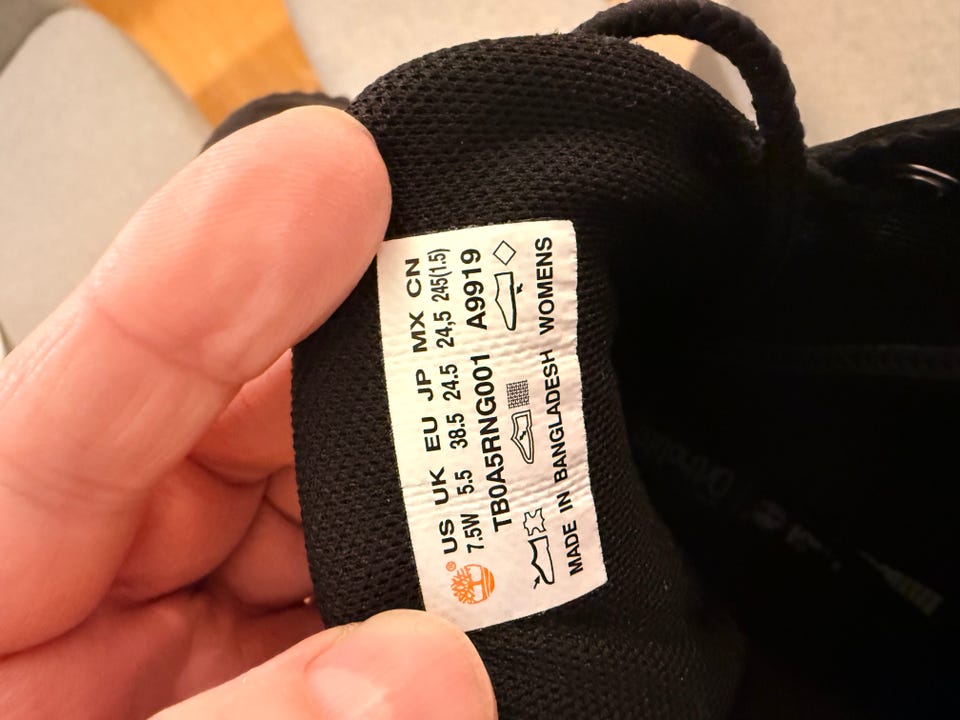 ®
US UK EU JP MX CN
7.5W 5.5 38.5 24.5 24,5 245(1.5)
TB0A5RNG001 A9919
MADE IN BANGLADESH WOMENS